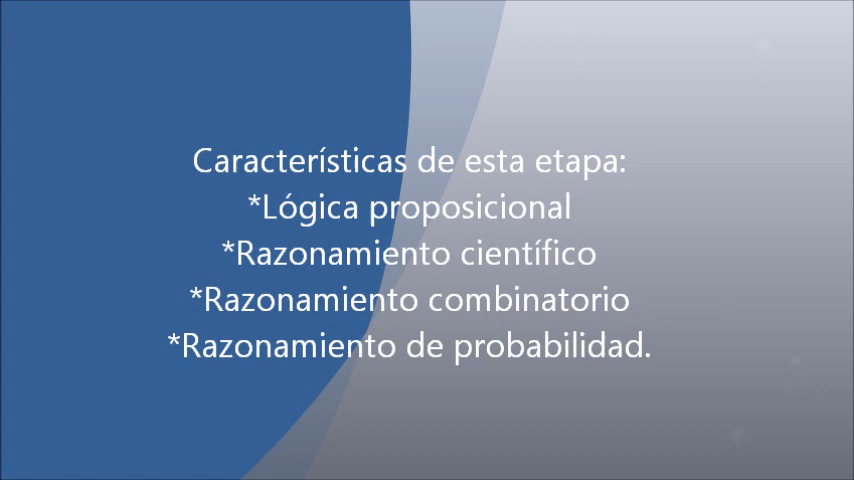 Características de esta etapa:
*Lógica proposicional
*Razonamiento científico
*Razonamiento combinatorio
*Razonamiento de probabilidad.